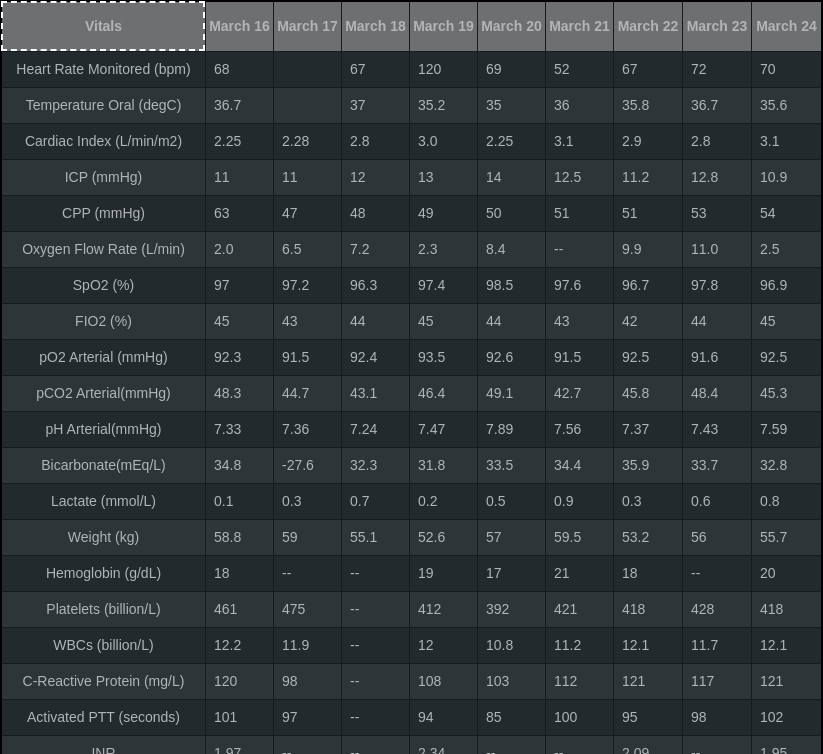 Vitals March 16 March 17 March 18 March 19 March 20 March 21 March 22 March 23 March 24
Heart Rate Monitored (bpm) 68 67 120 69 52 67 72 70
Temperature Oral (degC) 36.7 37 35.2 35 36 35.8 36.7 35.6
Cardiac Index (L/min/m2) 2.25 2.28 2.8 3.0 2.25 3.1 2.9 2.8 3.1
ICP (mmHg) 11 11 12 13 14 12.5 11.2 12.8 10.9
CPP (mmHg) 63 47 48 49 50 51 51 53 54
Oxygen Flow Rate (L/min) 2.0 6.5 7.2 2.3 8.4 -- 9.9 11.0 2.5
SpO2 (%) 97 97.2 96.3 97.4 98.5 97.6 96.7 97.8 96.9
FIO2 (%) 45 43 44 45 44 43 42 44 45
pO2 Arterial (mmHg) 92.3 91.5 92.4 93.5 92.6 91.5 92.5 91.6 92.5
pCO2 Arterial(mmHg) 48.3 44.7 43.1 46.4 49.1 42.7 45.8 48.4 45.3
pH Arterial(mmHg) 7.33 7.36 7.24 7.47 7.89 7.56 7.37 7.43 7.59
Bicarbonate(mEq/L) 34.8 -27.6 32.3 31.8 33.5 34.4 35.9 33.7 32.8
Lactate (mmol/L) 0.1 0.3 0.7 0.2 0.5 0.9 0.3 0.6 0.8
Weight (kg) 58.8 59 55.1 52.6 57 59.5 53.2 56 55.7
Hemoglobin (g/dL) 18 -- -- 19 17 21 18 -- 20
Platelets (billion/L) 461 475 -- 412 392 421 418 428 418
WBCs (billion/L) 12.2 11.9 -- 12 10.8 11.2 12.1 11.7 12.1
C-Reactive Protein (mg/L) 120 98 -- 108 103 112 121 117 121
Activated PTT (seconds) 101 97 -- 94 85 100 95 98 102
INR 1.97 -- -- 2.34 -- -- 2.09 -- 1.95